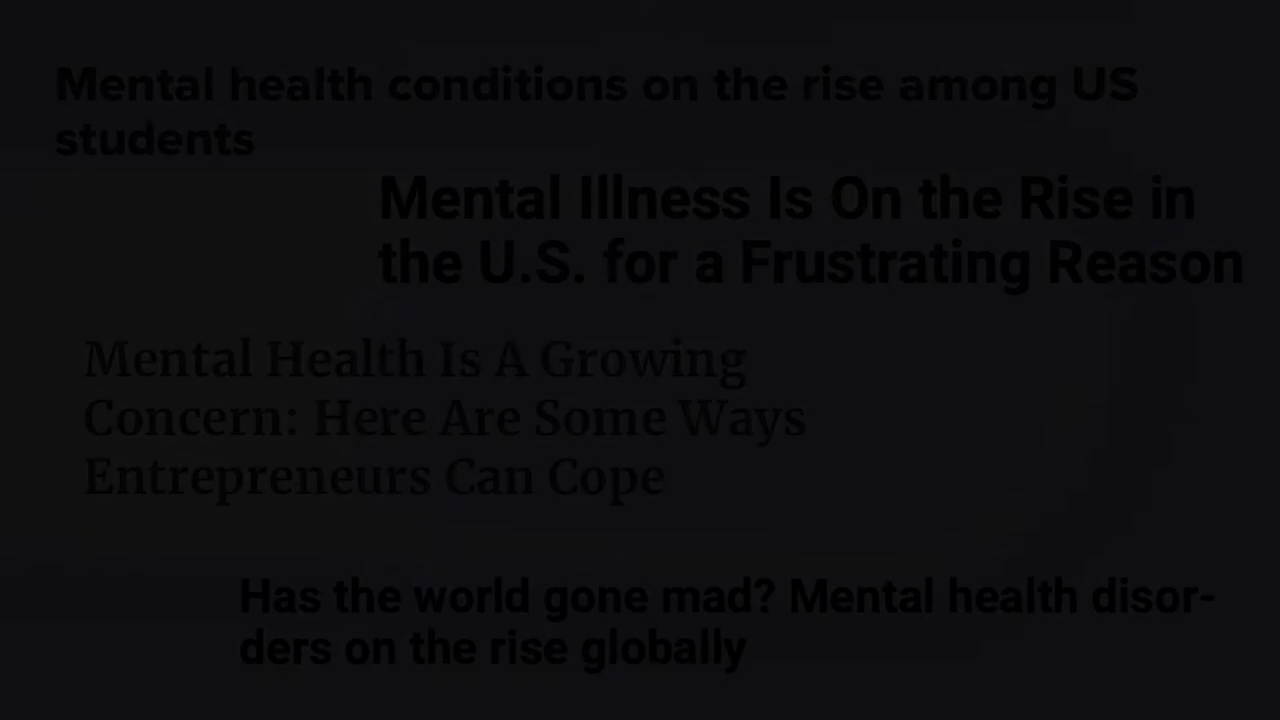 Mental health conditions on the rise among US
students
Mental Illness Is On the Rise in
the U.S. for a Frustrating Reason
Mental Health Is A Growing
Concern: Here Are Some Ways
Entrepreneurs Can Cope
Has the world gone mad? Mental health disor-
ders on the rise globally